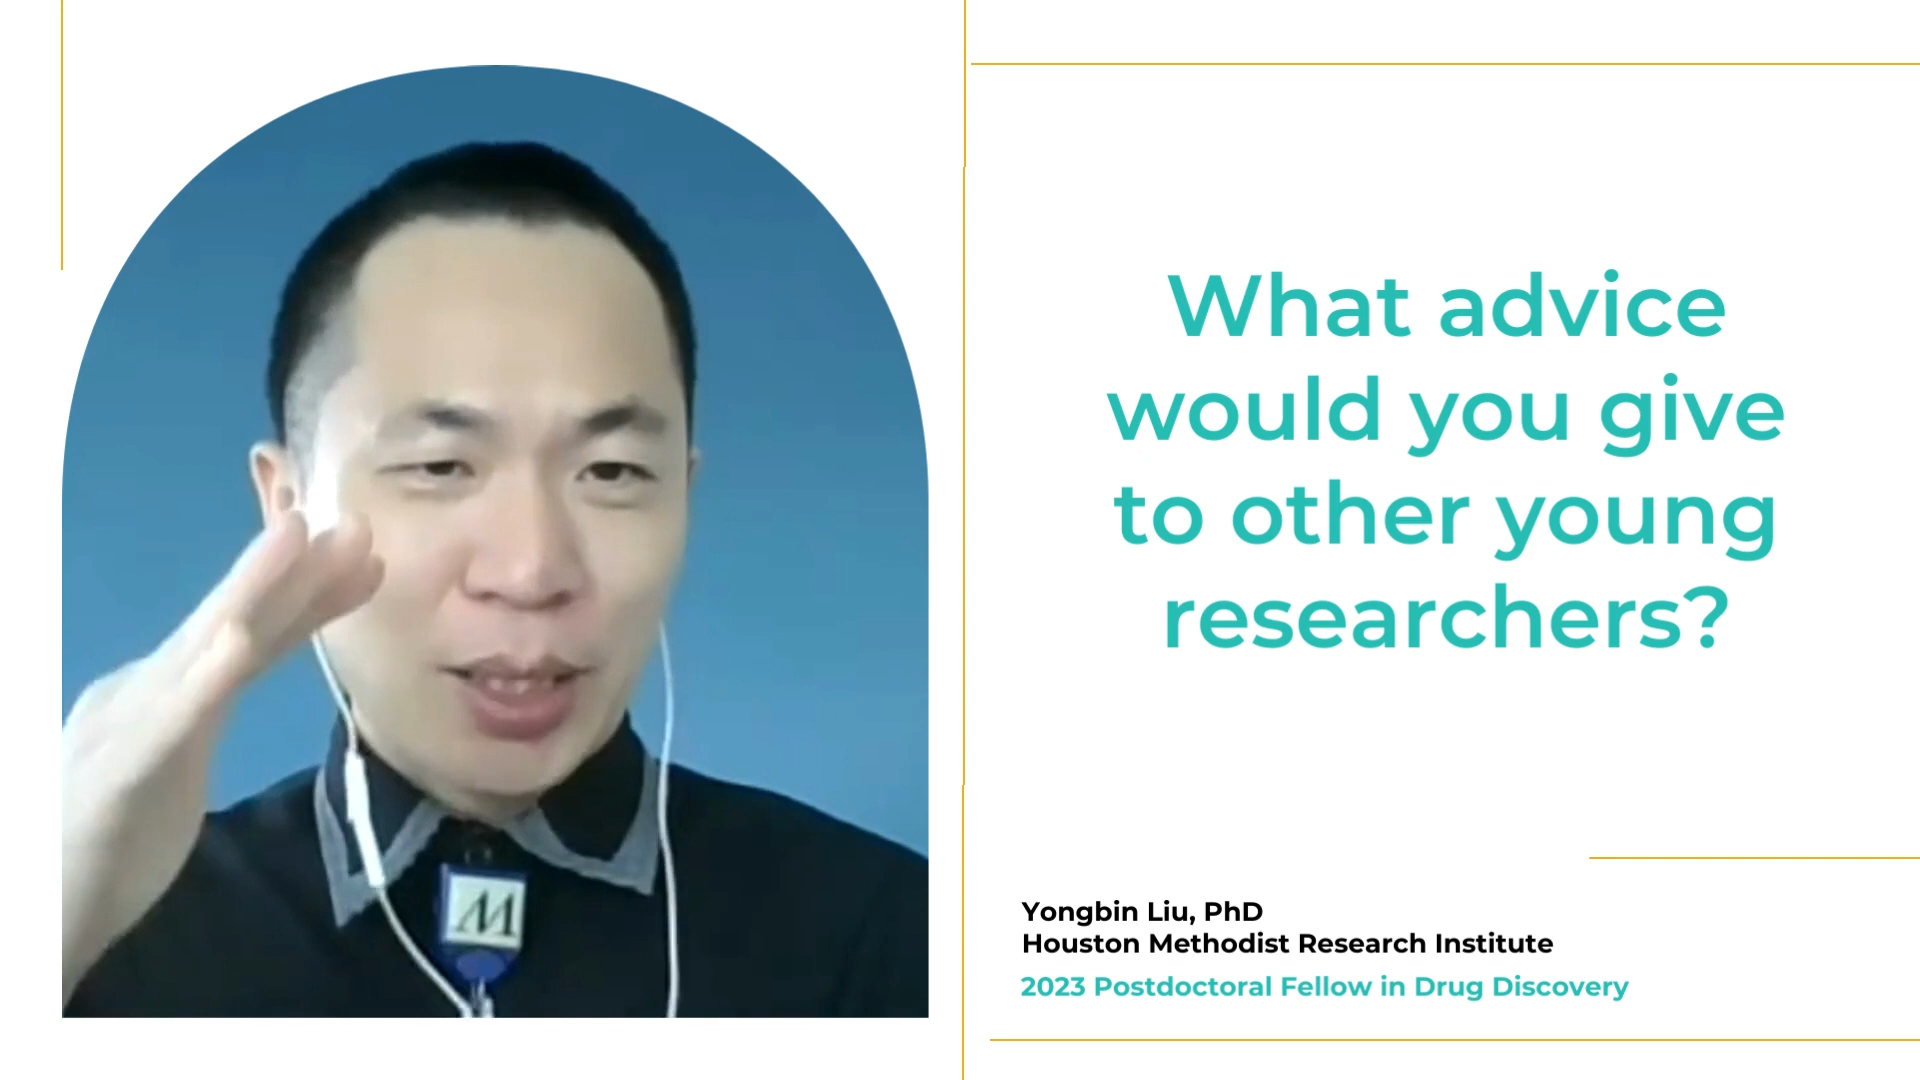 What advice
would you give
to other young
researchers?
Yongbin Liu, PhD
Houston Methodist Research Institute
2023 Postdoctoral Fellow in Drug Discovery
M